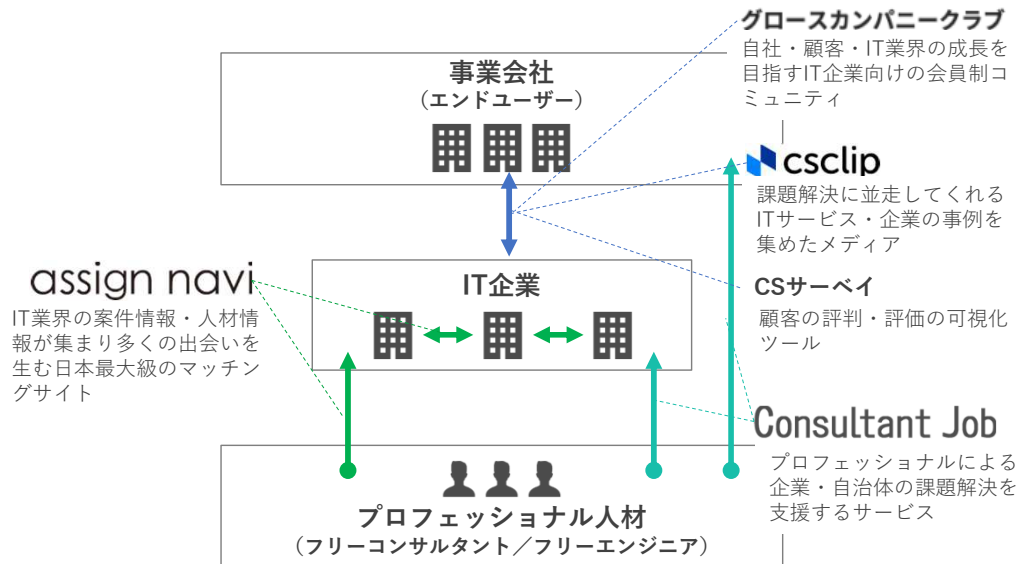 グロースカンパニークラブ
自社・顧客・IT業界の成長を
目指すIT企業向けの会員制コ
ミュニティ
事業会社
（エンドユーザー）
csclip
課題解決に並走してくれる
ITサービス・企業の事例を
集めたメディア
assign navi
IT業界の案件情報・人材情
報が集まり多くの出会いを
生む日本最大級のマッチン
グサイト
IT企業
CSサーベイ
顧客の評判・評価の可視化
ツール
Consultant Job
プロフェッショナルによる
企業・自治体の課題解決を
支援するサービス
プロフェッショナル人材
（フリーコンサルタント／フリーエンジニア）